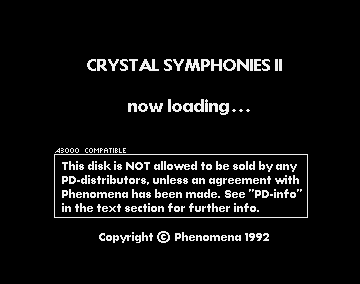 CRYSTAL SYMPHONIES II
now loading...
A3000 COMPATIBLE
This disk is NOT allowed to be sold by any
PD-distributors, unless an agreement with
Phenomena has been made. See "PD-info"
in the text section for further info.
Copyright © Phenomena 1992